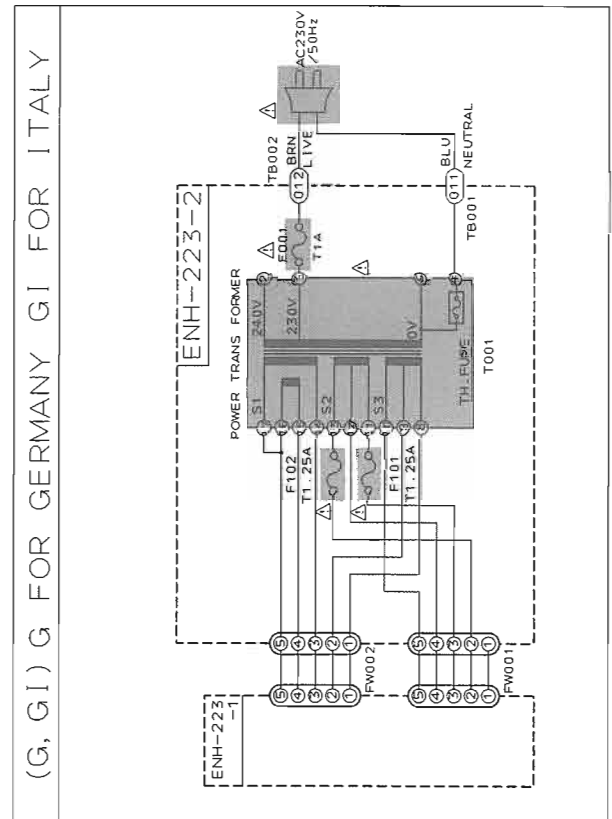 (G, GI) G FOR GERMANY GI FOR ITALY
AC230V
/50Hz
TB002
BRN
LIVE
012
BLU
NEUTRAL
011
TB001
ENH-223-2
F001
T1A
POWER TRANS FORMER
240V
230V
0V
TH.FUSE
T001
S1
S2
S3
F102
T1.25A
F101
T1.25A
5
4
3
2
1
FW002
5
4
3
2
1
FW001
5
4
3
2
1
5
4
3
2
1
ENH-223
-1